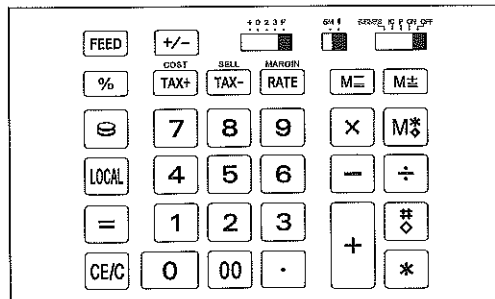 + 0 2 3 F
FEED +/-
COST SELL MARGIN
% TAX+ TAX- RATE M= M±
7 8 9 × M*◇
LOCAL 4 5 6 − ÷
= 1 2 3 + #◇
CE/C 0 00 . *